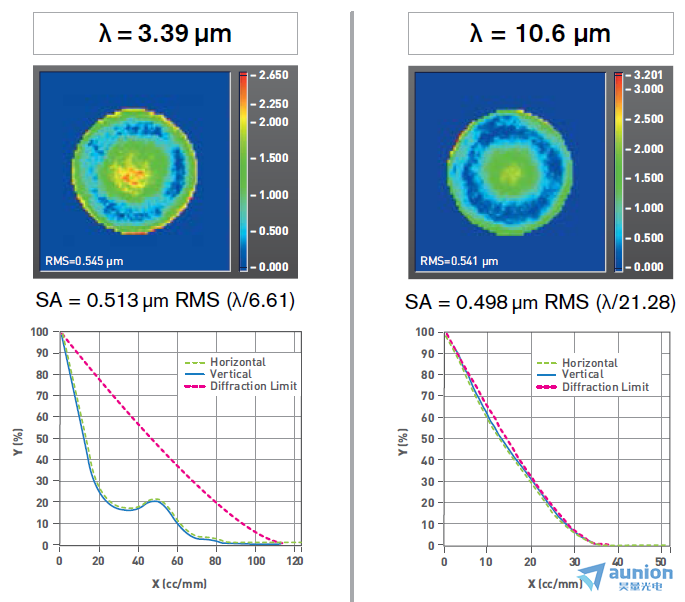 λ = 3.39 µm
2.650
2.250
2.000
1.500
1.000
0.500
0.000
RMS=0.545 µm
SA = 0.513 µm RMS (λ/6.61)
100
90
80
70
60
50
40
30
20
10
0
Y (%)
Horizontal
Vertical
Diffraction Limit
0 20 40 60 80 100 120
X (cc/mm)
λ = 10.6 µm
3.201
3.000
2.500
2.000
1.500
1.000
0.500
0.000
RMS=0.541 µm
SA = 0.498 µm RMS (λ/21.28)
100
90
80
70
60
50
40
30
20
10
0
Y (%)
Horizontal
Vertical
Diffraction Limit
0 10 20 30 40 50
X (cc/mm)
aunion
昊量光电